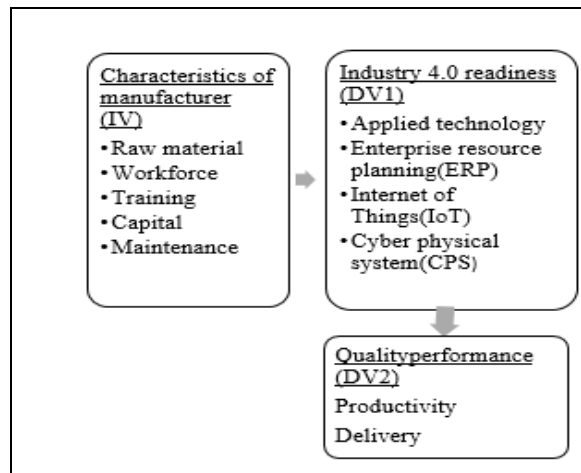 Characteristics of
manufacturer
(IV)
•Raw material
•Workforce
•Training
•Capital
•Maintenance
Industry 4.0 readiness
(DV1)
•Applied technology
•Enterprise resource
planning(ERP)
•Internet of
Things(IoT)
•Cyber physical
system(CPS)
Qualityperformance
(DV2)
Productivity
Delivery